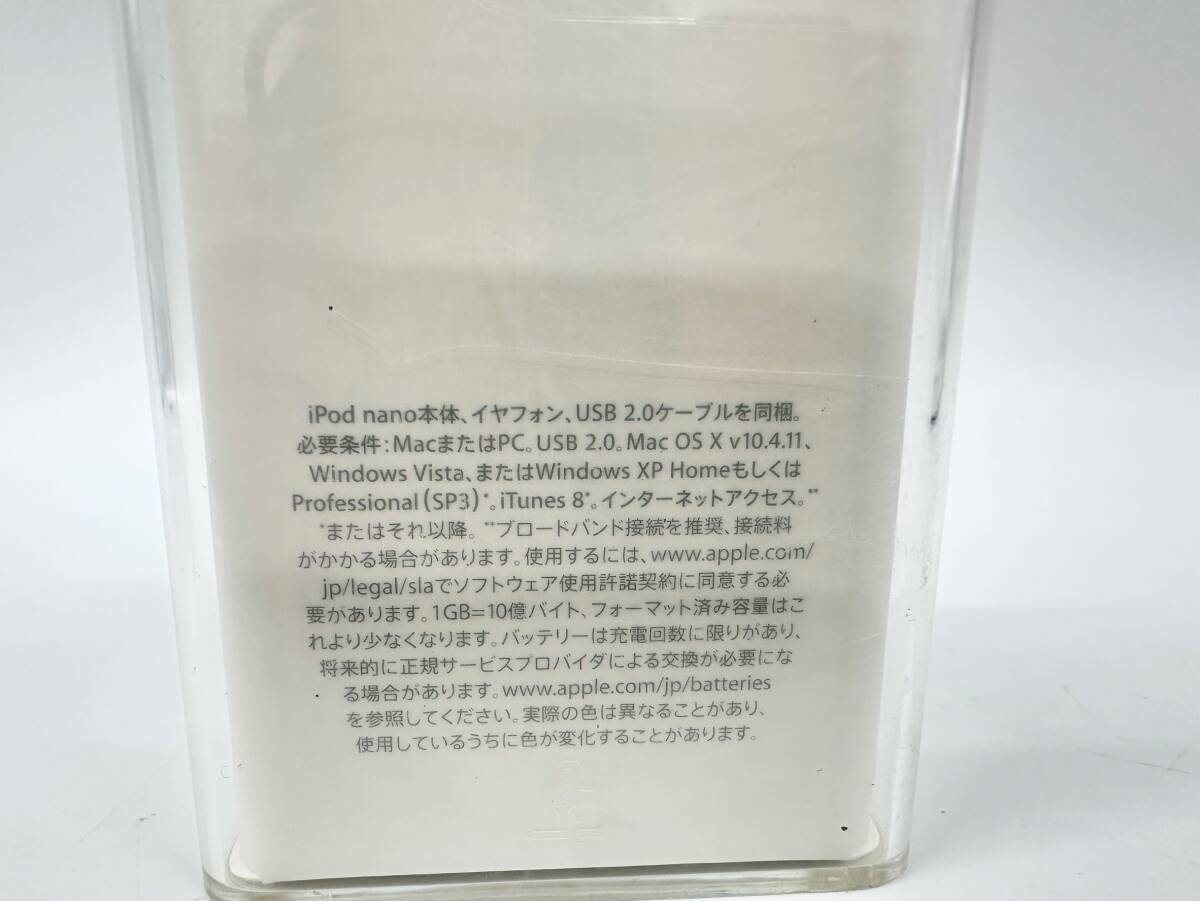 iPod nano本体、イヤフォン、USB 2.0ケーブルを同梱。
必要条件：MacまたはPC。USB 2.0。Mac OS X v10.4.11、
Windows Vista、またはWindows XP Homeもしくは
Professional（SP3）*。iTunes 8*。インターネットアクセス。**
*またはそれ以降。**ブロードバンド接続を推奨、接続料
がかかる場合があります。使用するには、www.apple.com/
jp/legal/slaでソフトウェア使用許諾契約に同意する必
要があります。1GB=10億バイト、フォーマット済み容量はこ
れより少なくなります。バッテリーは充電回数に限りがあり、
将来的に正規サービスプロバイダによる交換が必要にな
る場合があります。www.apple.com/jp/batteries
を参照してください。実際の色は異なることがあり、
使用しているうちに色が変化することがあります。